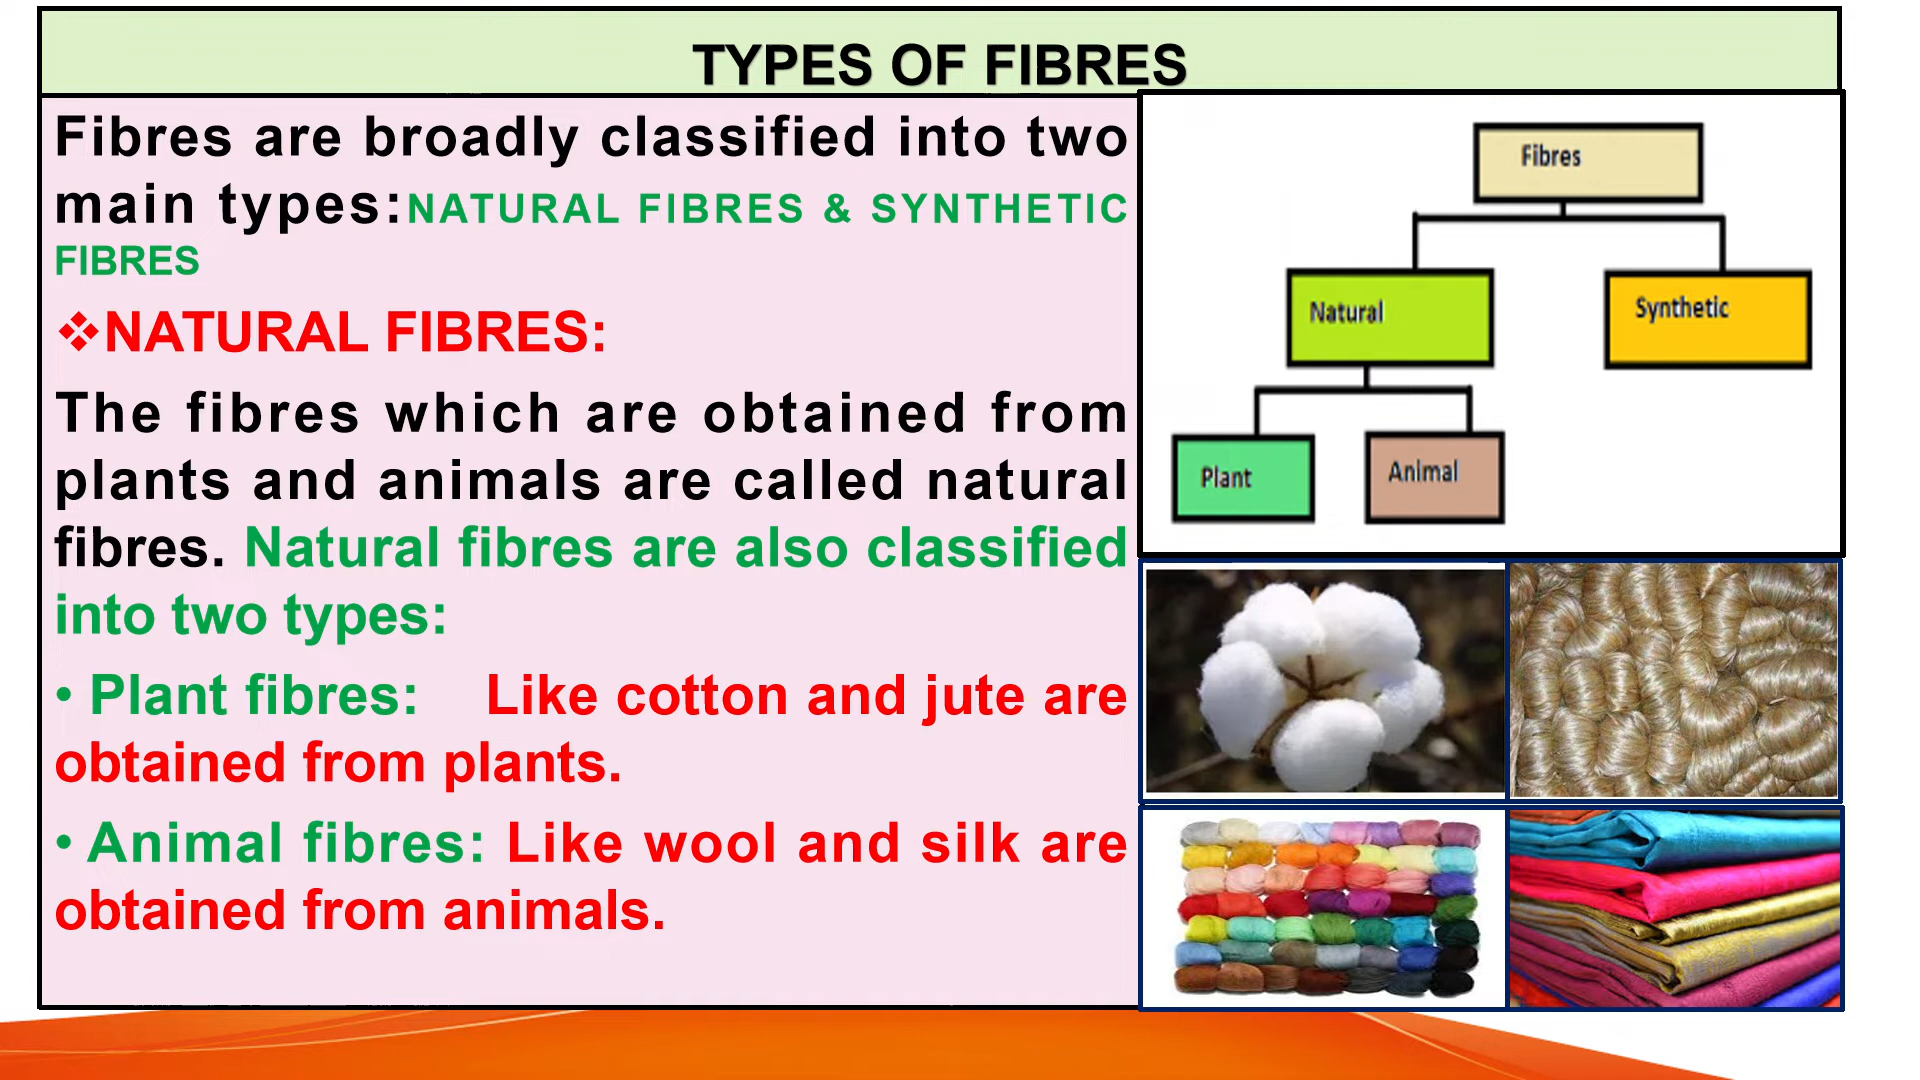 TYPES OF FIBRES
Fibres are broadly classified into two
main types:NATURAL FIBRES & SYNTHETIC
FIBRES
❖NATURAL FIBRES:
The fibres which are obtained from
plants and animals are called natural
fibres. Natural fibres are also classified
into two types:
• Plant fibres: Like cotton and jute are
obtained from plants.
• Animal fibres: Like wool and silk are
obtained from animals.
Fibres
Natural
Synthetic
Plant
Animal